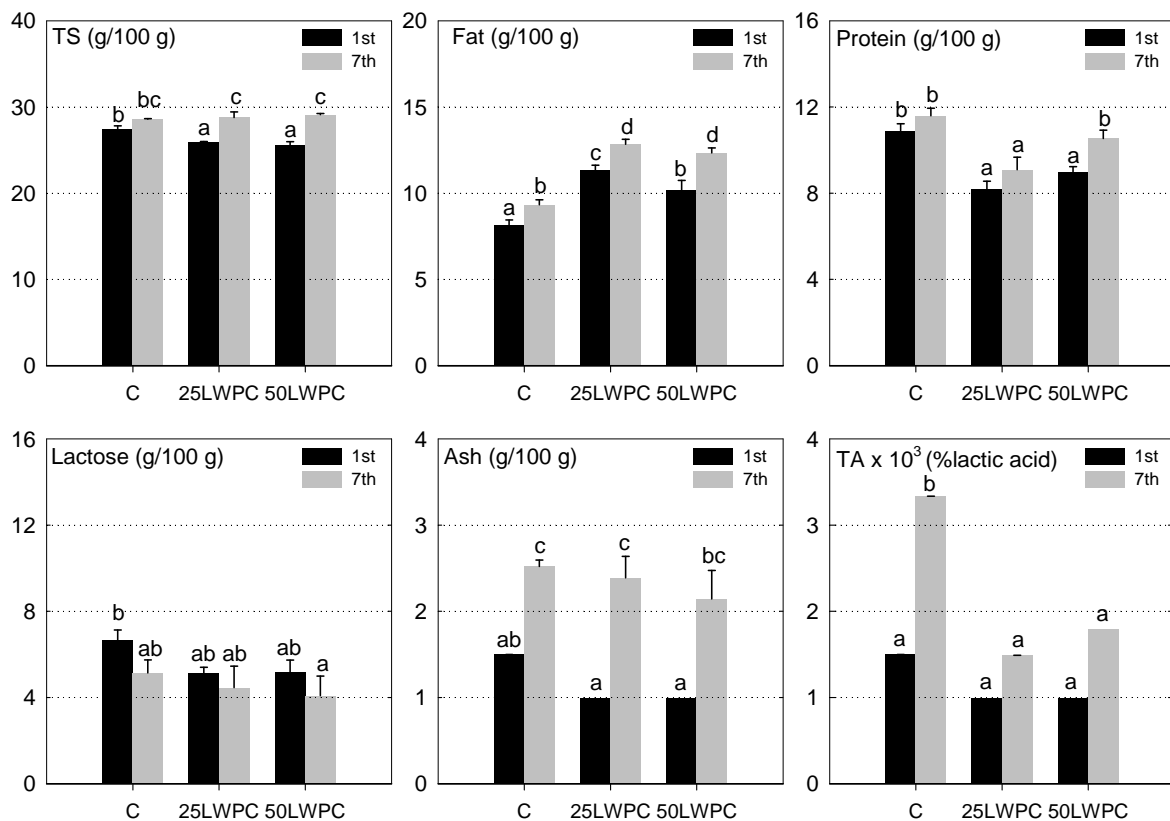 TS (g/100 g)
1st
7th
40
30
20
10
0
b
bc
a
c
a
c
C
25LWPC
50LWPC
Fat (g/100 g)
1st
7th
20
15
10
5
0
a
b
c
d
b
d
C
25LWPC
50LWPC
Protein (g/100 g)
1st
7th
16
12
8
4
0
b
b
a
a
a
b
C
25LWPC
50LWPC
Lactose (g/100 g)
1st
7th
16
12
8
4
0
b
ab
ab
ab
ab
a
C
25LWPC
50LWPC
Ash (g/100 g)
1st
7th
4
3
2
1
0
ab
c
a
c
a
bc
C
25LWPC
50LWPC
TA x 10³ (%lactic acid)
1st
7th
4
3
2
1
0
a
b
a
a
a
a
C
25LWPC
50LWPC